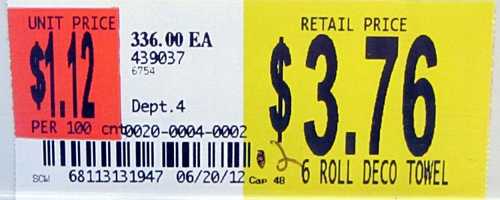 UNIT PRICE
$1.12
PER 100 cnt
336.00 EA
439037
6754
Dept.4
0020-0004-0002
SCW 68113131947 06/20/12 Cap 48
RETAIL PRICE
$3.76
6 ROLL DECO TOWEL